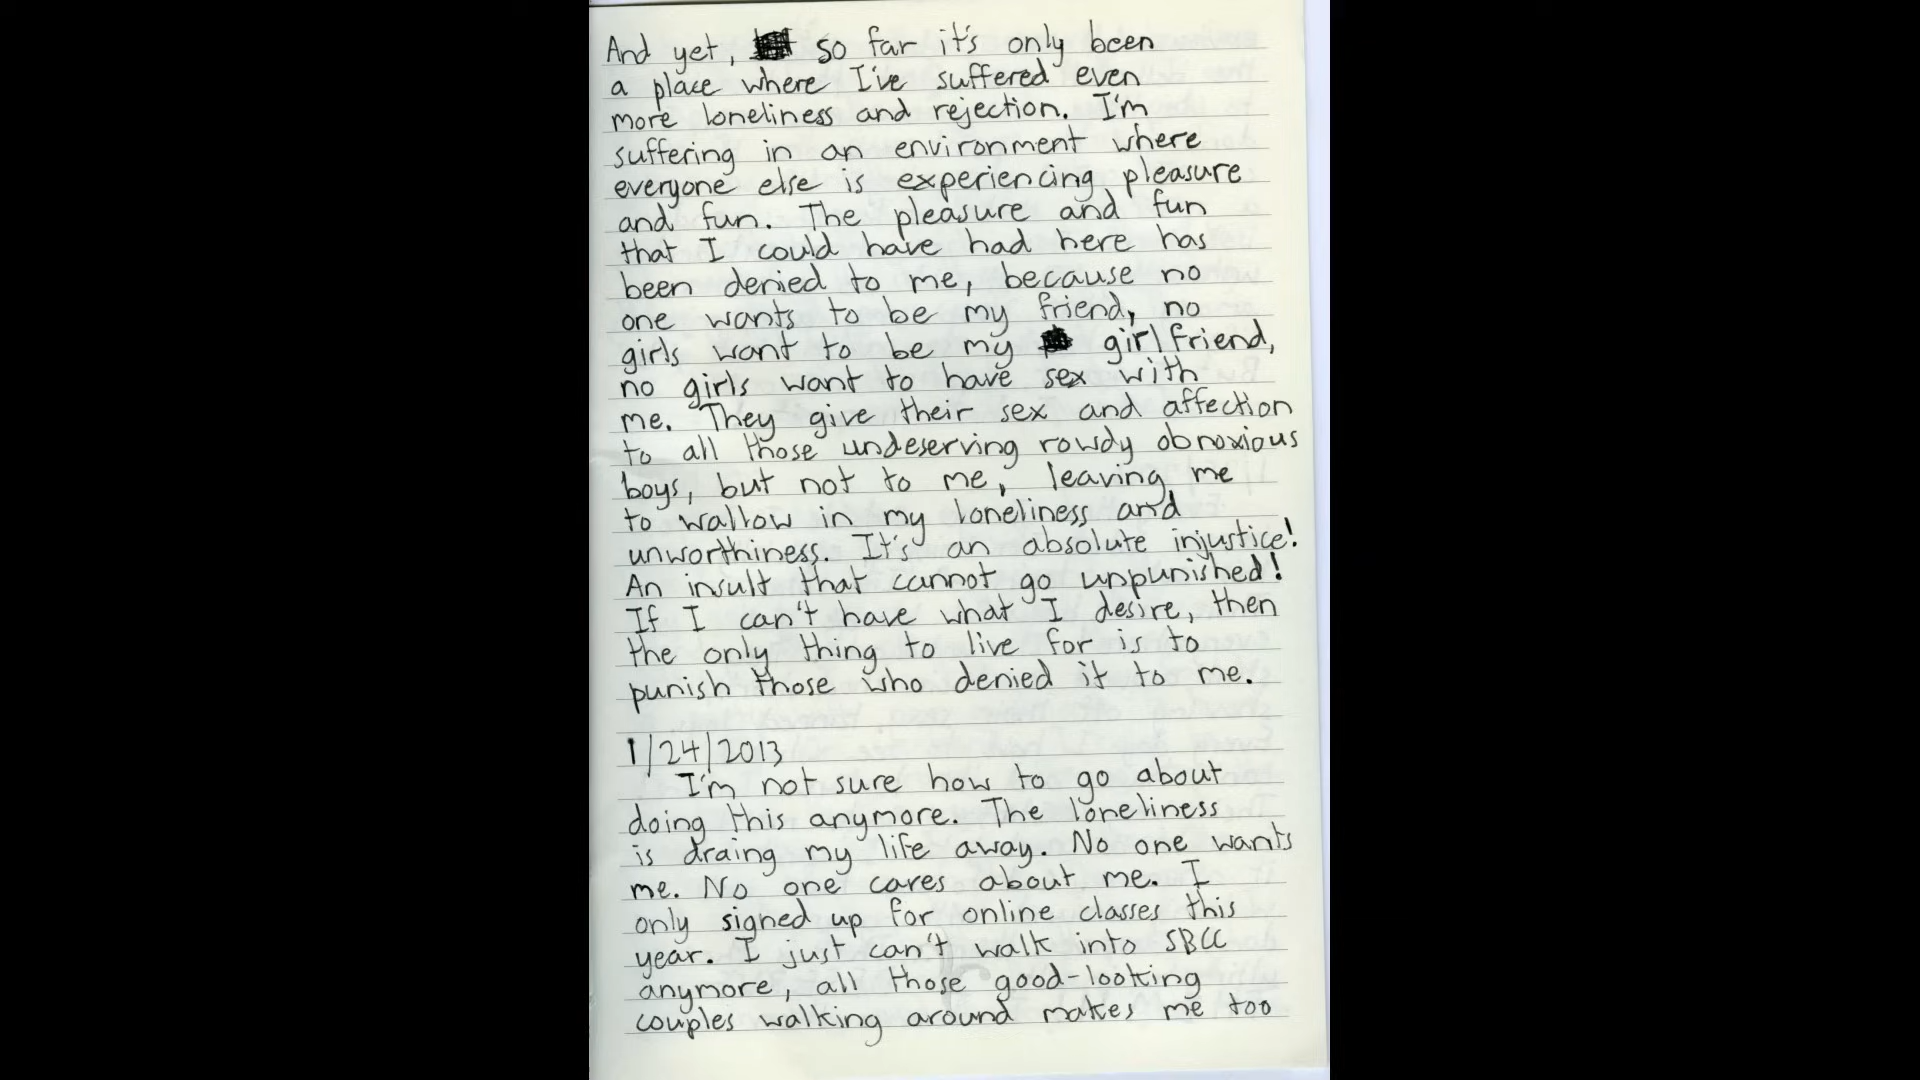 And yet, so far it's only been
a place where I've suffered even
more loneliness and rejection. I'm
suffering in an environment where
everyone else is experiencing pleasure
and fun. The pleasure and fun
that I could have had here has
been denied to me, because no
one wants to be my friend, no
girls want to be my girlfriend,
no girls want to have sex with
me. They give their sex and affection
to all those undeserving rowdy obnoxious
boys, but not to me, leaving me
to wallow in my loneliness and
unworthiness. It's an absolute injustice!
An insult that cannot go unpunished!
If I can't have what I desire, then
the only thing to live for is to
punish those who denied it to me.
1/24/2013
I'm not sure how to go about
doing this anymore. The loneliness
is draing my life away. No one wants
me. No one cares about me. I
only signed up for online classes this
year. I just can't walk into SBCC
anymore, all those good-looking
couples walking around makes me too